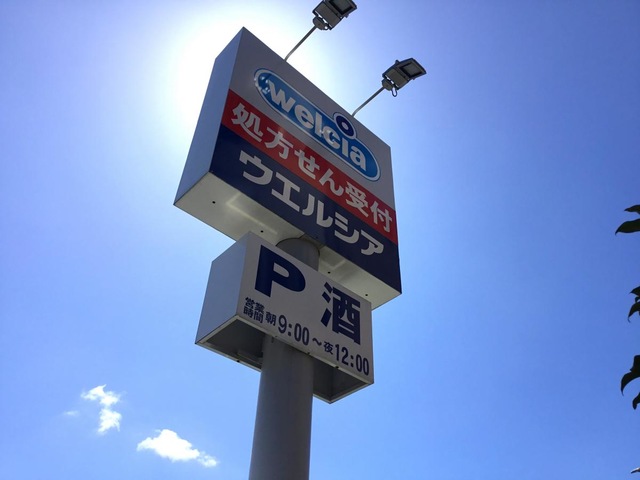 welcia
処方せん受付
ウエルシア
P 酒
営業時間 朝9:00～夜12:00